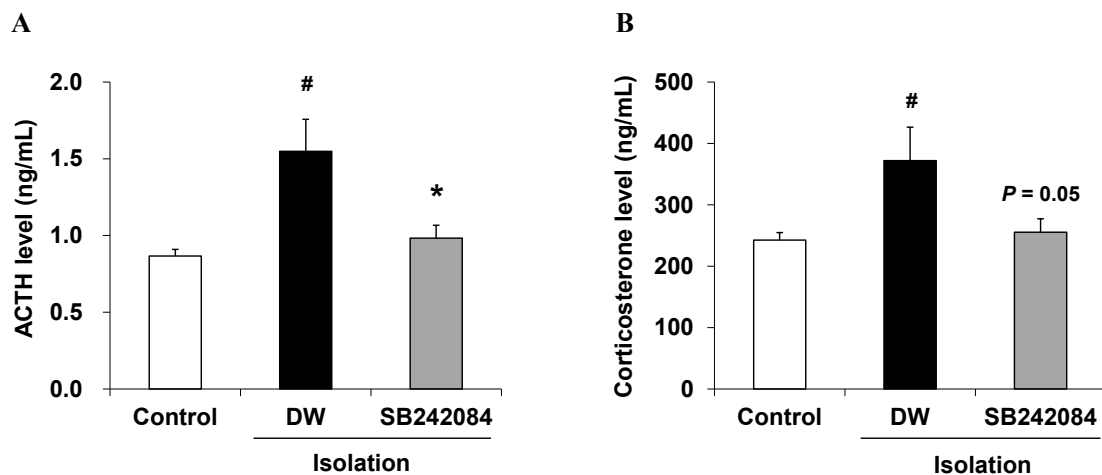 A
ACTH level (ng/mL)
2.0
1.5
1.0
0.5
0.0
#
*
Control DW SB242084
Isolation
B
Corticosterone level (ng/mL)
500
400
300
200
100
0
#
P = 0.05
Control DW SB242084
Isolation